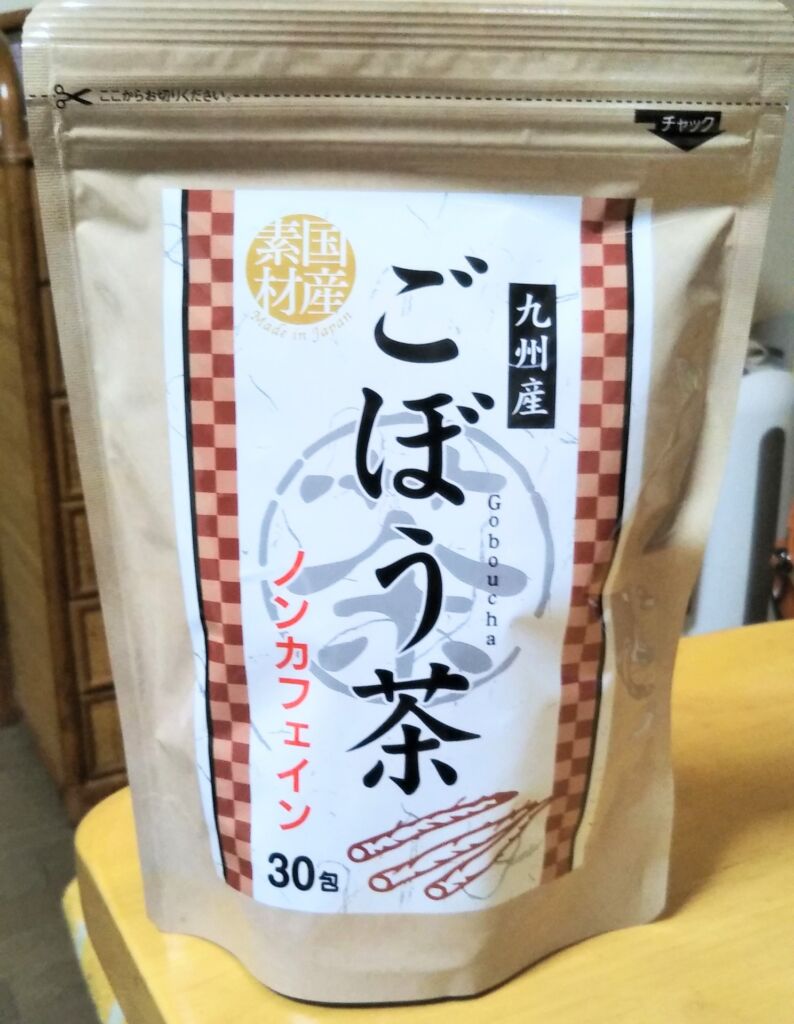 ここからお切りください。
チャック
国産
素材
Made in Japan
九州産
ごぼう茶
Goboucha
茶
ノンカフェイン
30包